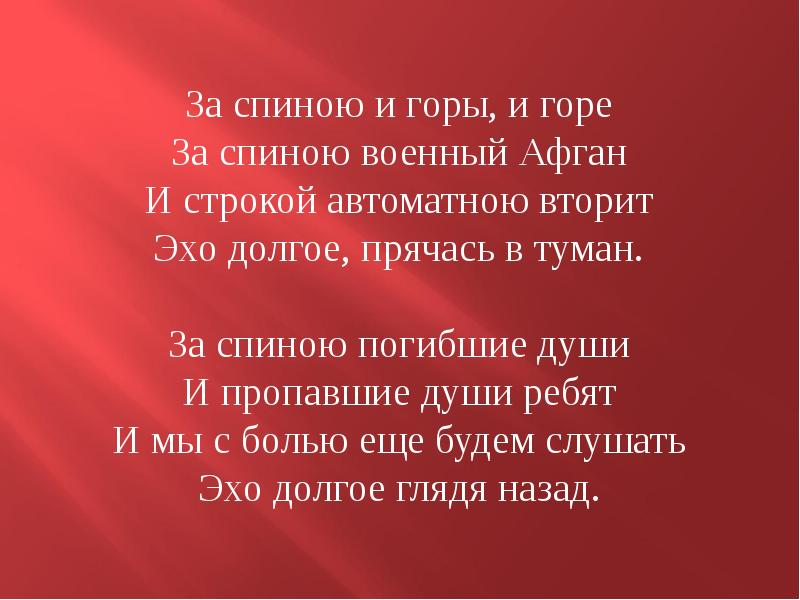 За спиною и горы, и горе
За спиною военный Афган
И строкой автоматною вторит
Эхо долгое, прячась в туман.
За спиною погибшие души
И пропавшие души ребят
И мы с болью еще будем слушать
Эхо долгое глядя назад.